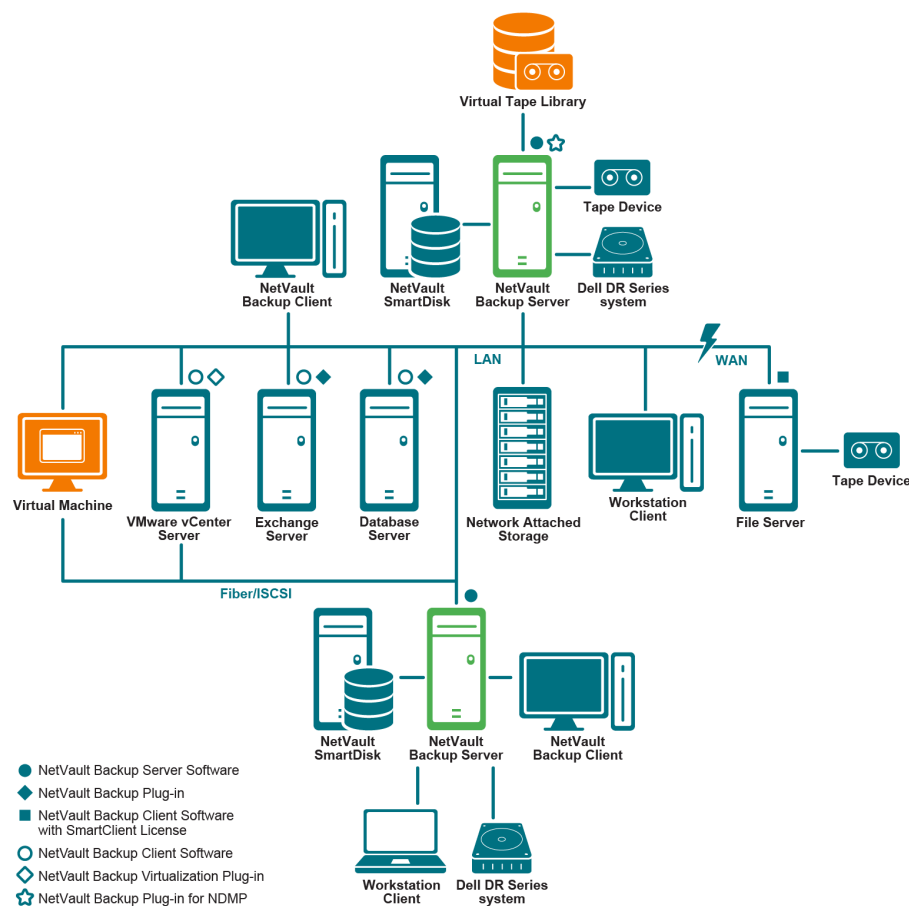 Virtual Tape Library
Tape Device
NetVault
Backup Client
NetVault
SmartDisk
NetVault
Backup Server
Dell DR Series
system
LAN
WAN
Virtual Machine
VMware vCenter
Server
Exchange
Server
Database
Server
Network Attached
Storage
Workstation
Client
File Server
Tape Device
Fiber/ISCSI
NetVault
SmartDisk
NetVault
Backup Server
NetVault
Backup Client
Workstation
Client
Dell DR Series
system
NetVault Backup Server Software
NetVault Backup Plug-in
NetVault Backup Client Software
with SmartClient License
NetVault Backup Client Software
NetVault Backup Virtualization Plug-in
NetVault Backup Plug-in for NDMP